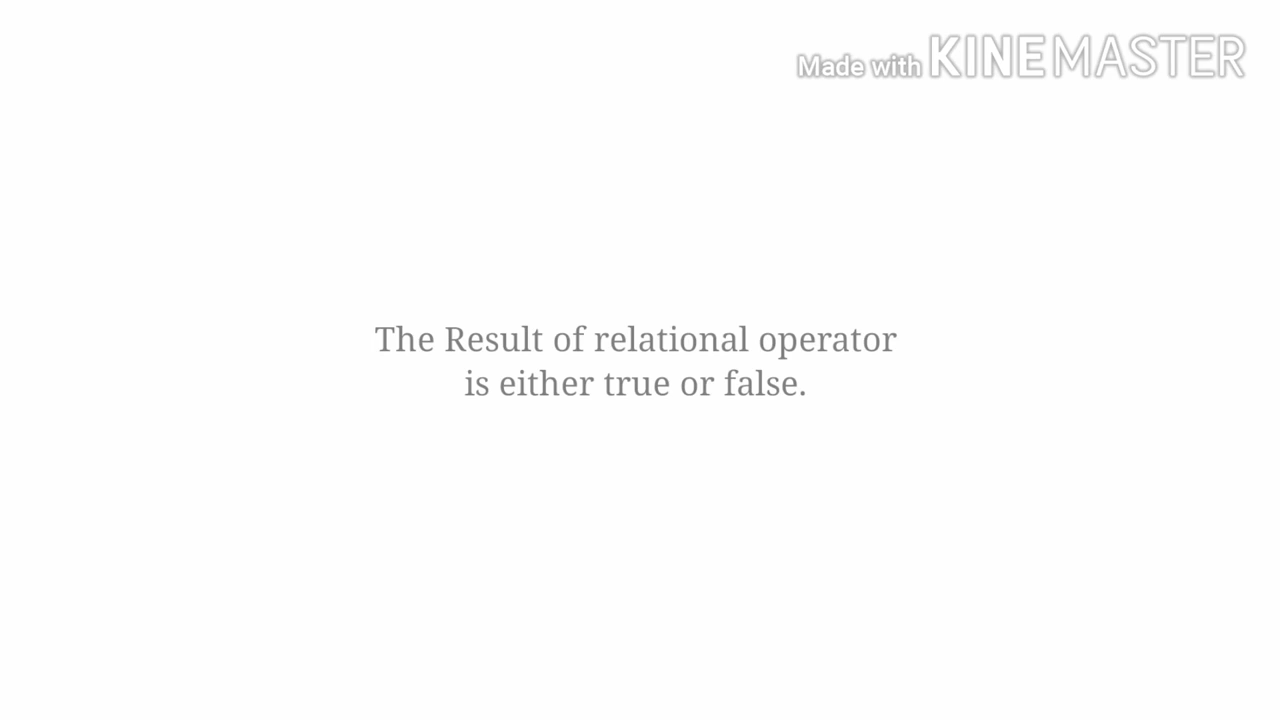 Made with KINEMASTER
The Result of relational operator
is either true or false.